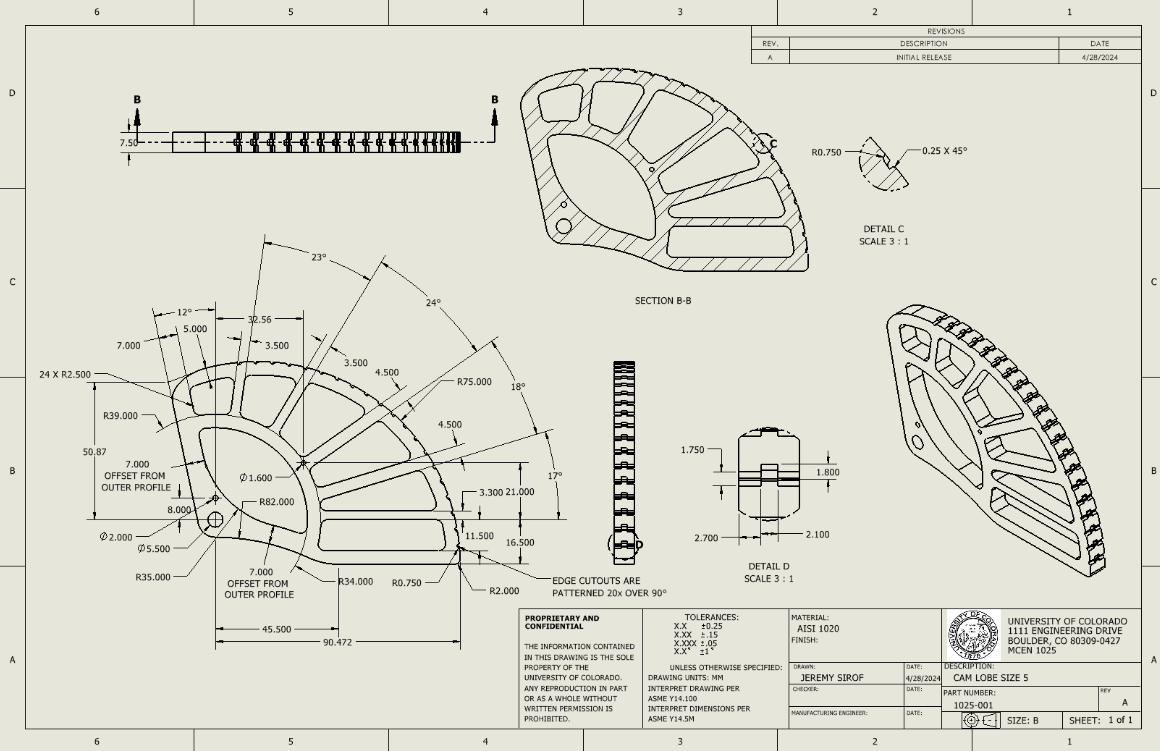 6 5 4 3 2 1
D
C
B
A
D
C
B
A
REVISIONS
REV. DESCRIPTION DATE
A INITIAL RELEASE 4/28/2024
B B
7.50
C
R0.750
0.25 X 45°
DETAIL C
SCALE 3 : 1
SECTION B-B
23°
24°
12°
32.56
5.000
7.000
3.500
3.500
4.500
24 X R2.500
R75.000
18°
R39.000
4.500
50.87
7.000
OFFSET FROM
OUTER PROFILE
Ø1.600
17°
R82.000
3.300
21.000
8.000
Ø2.000
11.500
16.500
Ø5.500
R35.000
7.000
OFFSET FROM
OUTER PROFILE
R34.000
R0.750
R2.000
EDGE CUTOUTS ARE
PATTERNED 20x OVER 90°
45.500
90.472
D
1.750
1.800
2.700
2.100
DETAIL D
SCALE 3 : 1
PROPRIETARY AND
CONFIDENTIAL
THE INFORMATION CONTAINED
IN THIS DRAWING IS THE SOLE
PROPERTY OF THE
UNIVERSITY OF COLORADO.
ANY REPRODUCTION IN PART
OR AS A WHOLE WITHOUT
WRITTEN PERMISSION IS
PROHIBITED.
TOLERANCES:
X.X ±0.25
X.XX ±.15
X.XXX ±.05
X.X° ±1°
UNLESS OTHERWISE SPECIFIED:
DRAWING UNITS: MM
INTERPRET DRAWING PER
ASME Y14.100
INTERPRET DIMENSIONS PER
ASME Y14.5M
MATERIAL:
AISI 1020
FINISH:
DRAWN: DATE:
JEREMY SIROF 4/28/2024
CHECKER: DATE:
MANUFACTURING ENGINEER: DATE:
UNIVERSITY OF COLORADO
1876
UNIVERSITY OF COLORADO
1111 ENGINEERING DRIVE
BOULDER, CO 80309-0427
MCEN 1025
DESCRIPTION:
CAM LOBE SIZE 5
PART NUMBER: REV
1025-001 A
SIZE: B SHEET: 1 of 1
6 5 4 3 2 1